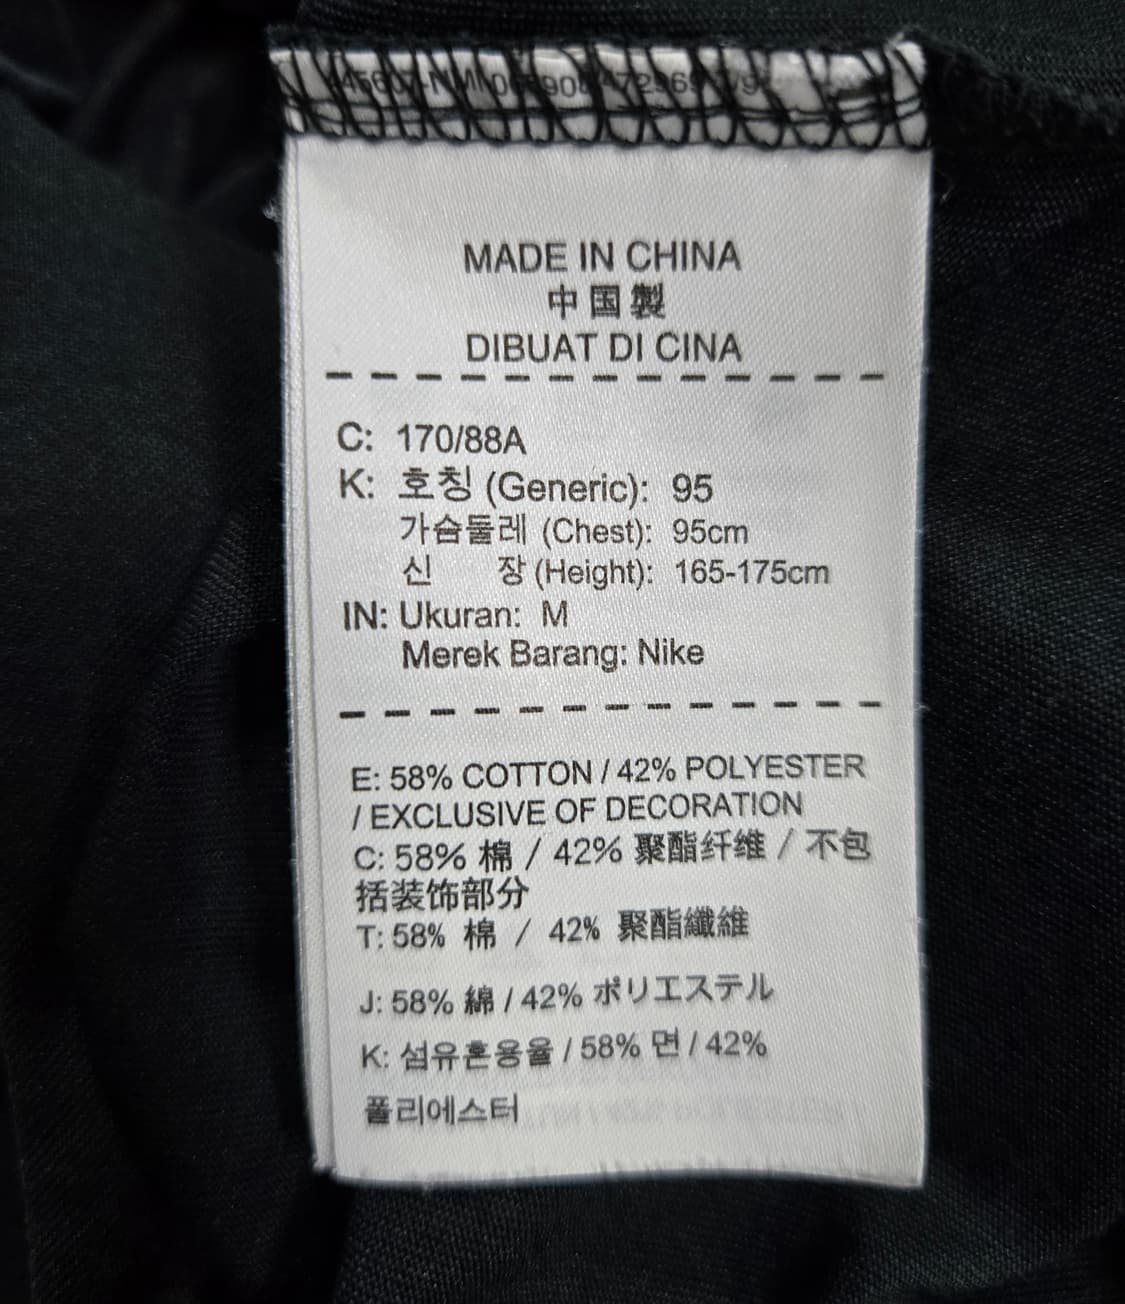 MADE IN CHINA
中国製
DIBUAT DI CINA
C: 170/88A
K: 호칭 (Generic): 95
가슴둘레 (Chest): 95cm
신 장 (Height): 165-175cm
IN: Ukuran: M
Merek Barang: Nike
E: 58% COTTON / 42% POLYESTER
/ EXCLUSIVE OF DECORATION
C: 58% 棉 / 42% 聚酯纤维 / 不包
括装饰部分
T: 58% 棉 / 42% 聚酯纖維
J: 58% 綿 / 42% ポリエステル
K: 섬유혼용율 / 58% 면 / 42%
폴리에스터